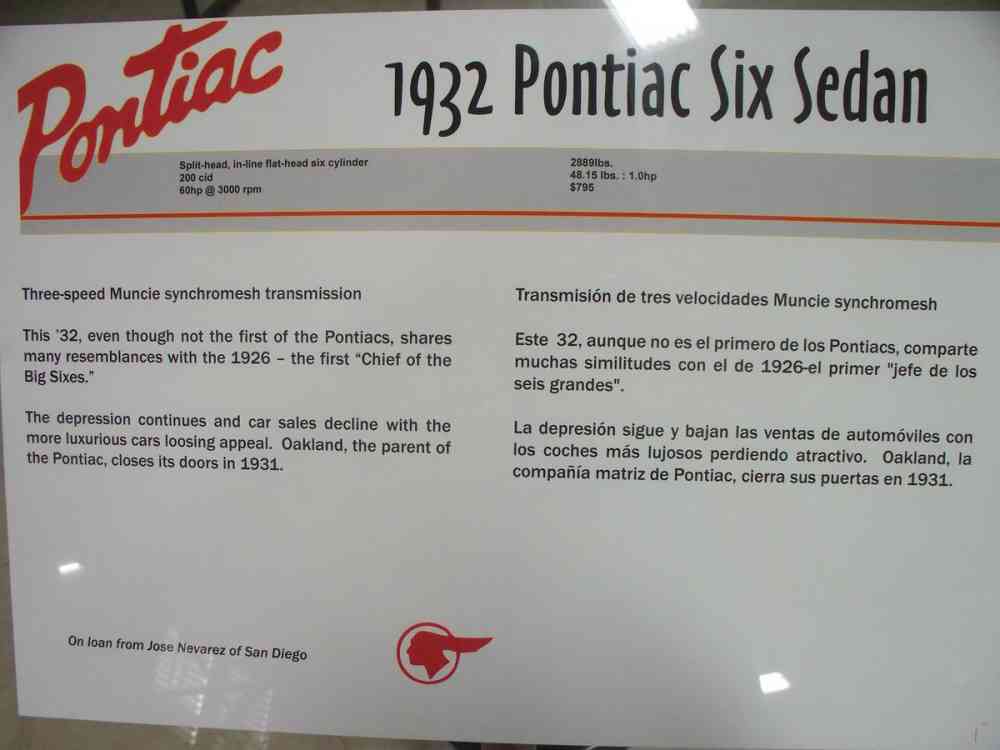 Pontiac
1932 Pontiac Six Sedan
Split-head, in-line flat-head six cylinder
200 cid
60hp @ 3000 rpm
2889lbs.
48.15 lbs. : 1.0hp
$795
Three-speed Muncie synchromesh transmission
This '32, even though not the first of the Pontiacs, shares
many resemblances with the 1926 – the first “Chief of the
Big Sixes.”
The depression continues and car sales decline with the
more luxurious cars loosing appeal. Oakland, the parent of
the Pontiac, closes its doors in 1931.
Transmisión de tres velocidades Muncie synchromesh
Este 32, aunque no es el primero de los Pontiacs, comparte
muchas similitudes con el de 1926-el primer "jefe de los
seis grandes".
La depresión sigue y bajan las ventas de automóviles con
los coches más lujosos perdiendo atractivo. Oakland, la
compañía matriz de Pontiac, cierra sus puertas en 1931.
On loan from Jose Nevarez of San Diego